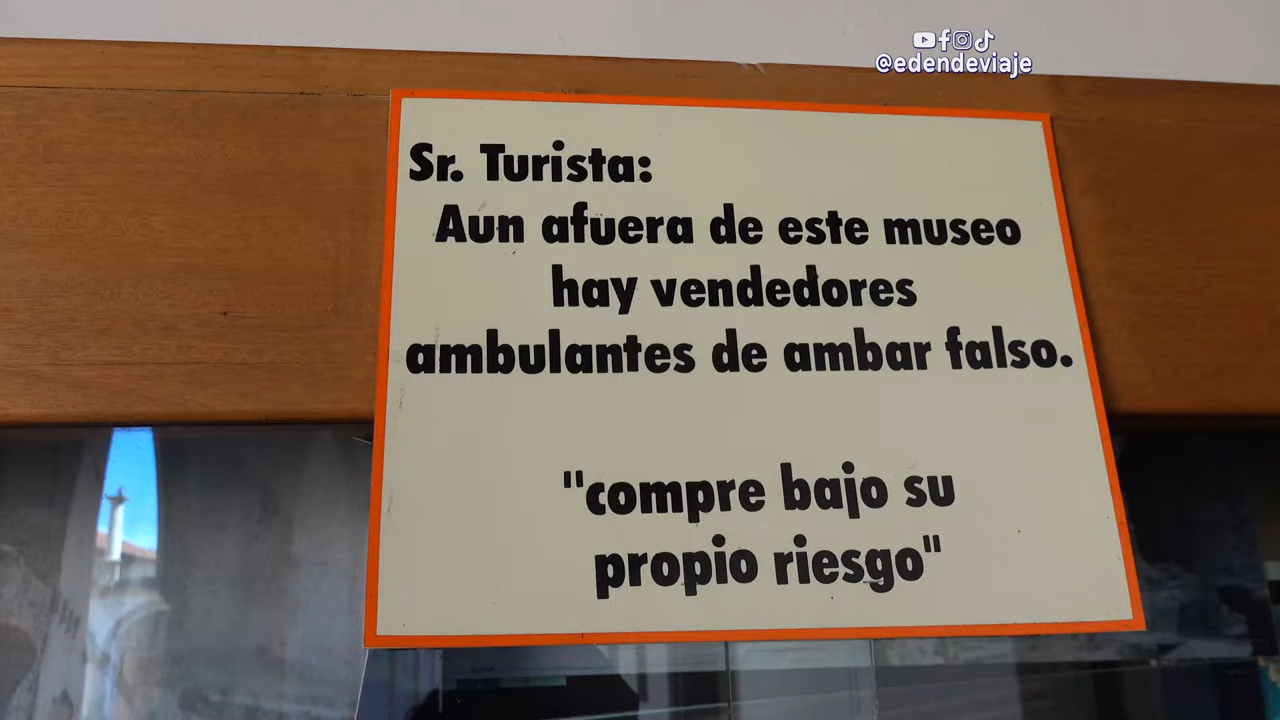 @edendeviaje
Sr. Turista:
Aun afuera de este museo
hay vendedores
ambulantes de ambar falso.
"compre bajo su
propio riesgo"